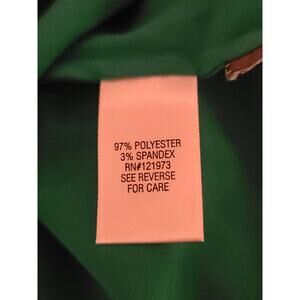 97% POLYESTER
3% SPANDEX
RN#121973
SEE REVERSE
FOR CARE